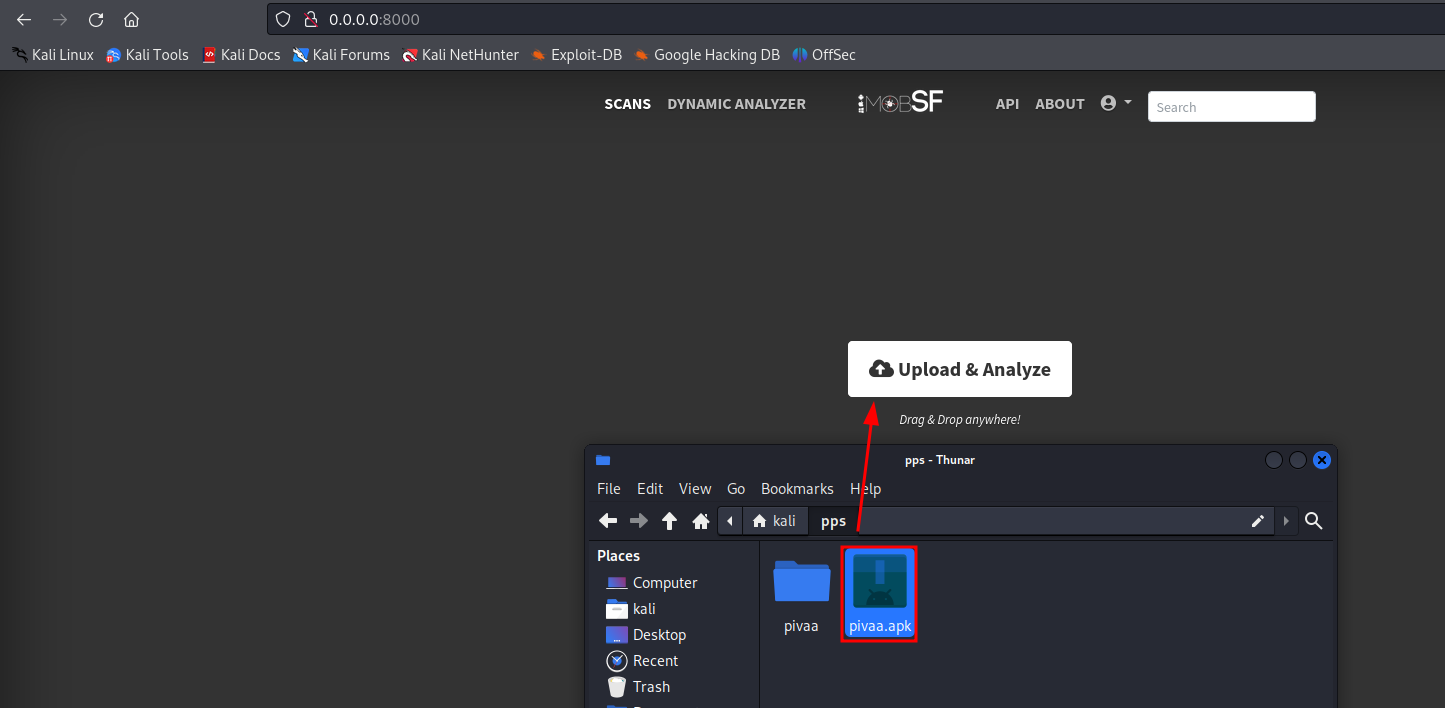 0.0.0.0:8000
Kali Linux Kali Tools Kali Docs Kali Forums Kali NetHunter Exploit-DB Google Hacking DB OffSec
SCANS DYNAMIC ANALYZER MOBSF API ABOUT Search
Upload & Analyze
Drag & Drop anywhere!
pps - Thunar
File Edit View Go Bookmarks Help
kali pps
Places
Computer
kali
Desktop
Recent
Trash
pivaa pivaa.apk